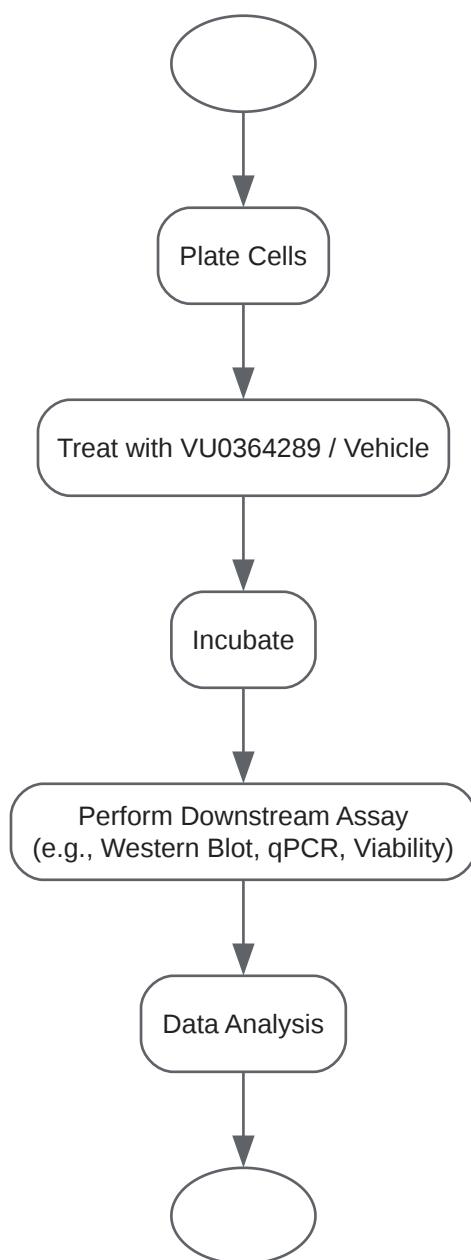 Plate Cells
Treat with VU0364289 / Vehicle
Incubate
Perform Downstream Assay
(e.g., Western Blot, qPCR, Viability)
Data Analysis